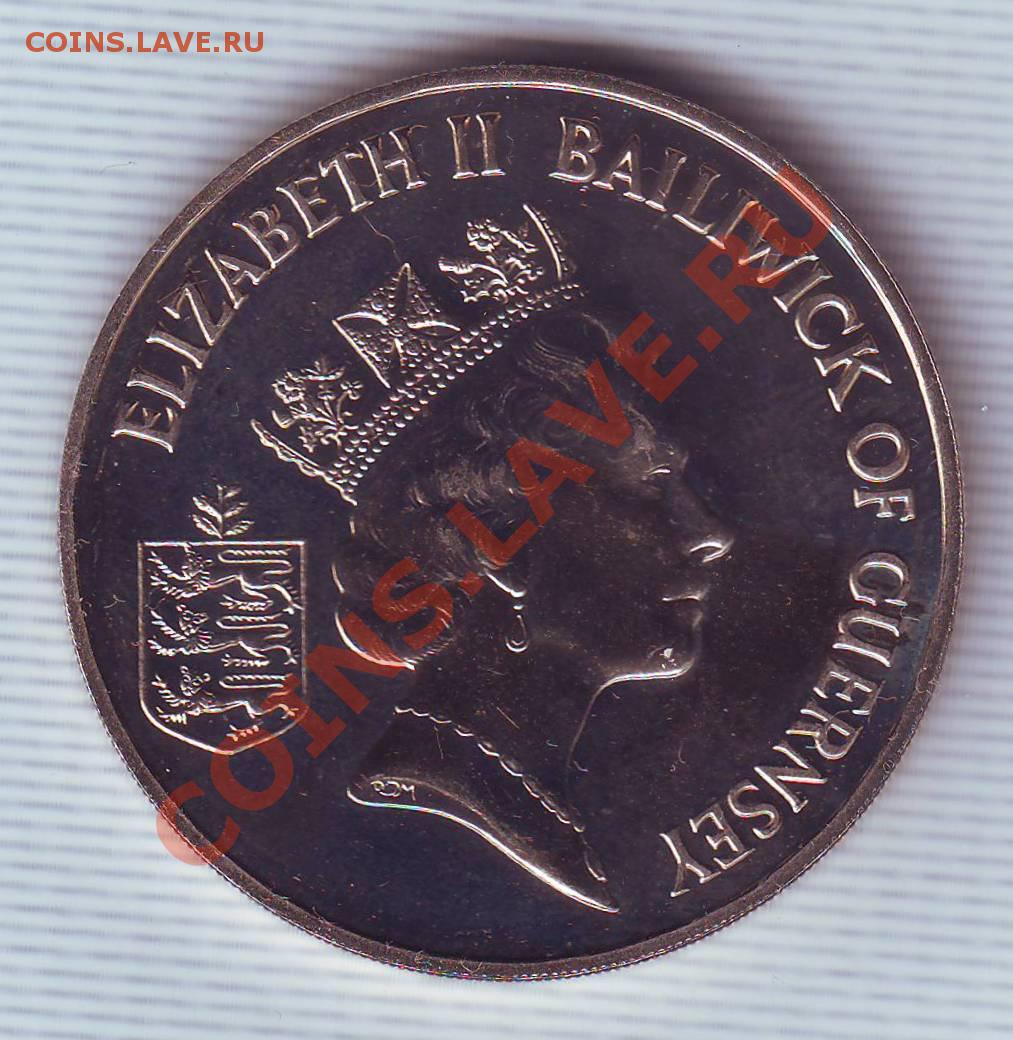 COINS.LAVE.RU
ELIZABETH II BAILIWICK OF GUERNSEY
RDM
COINS.LAVE.RU